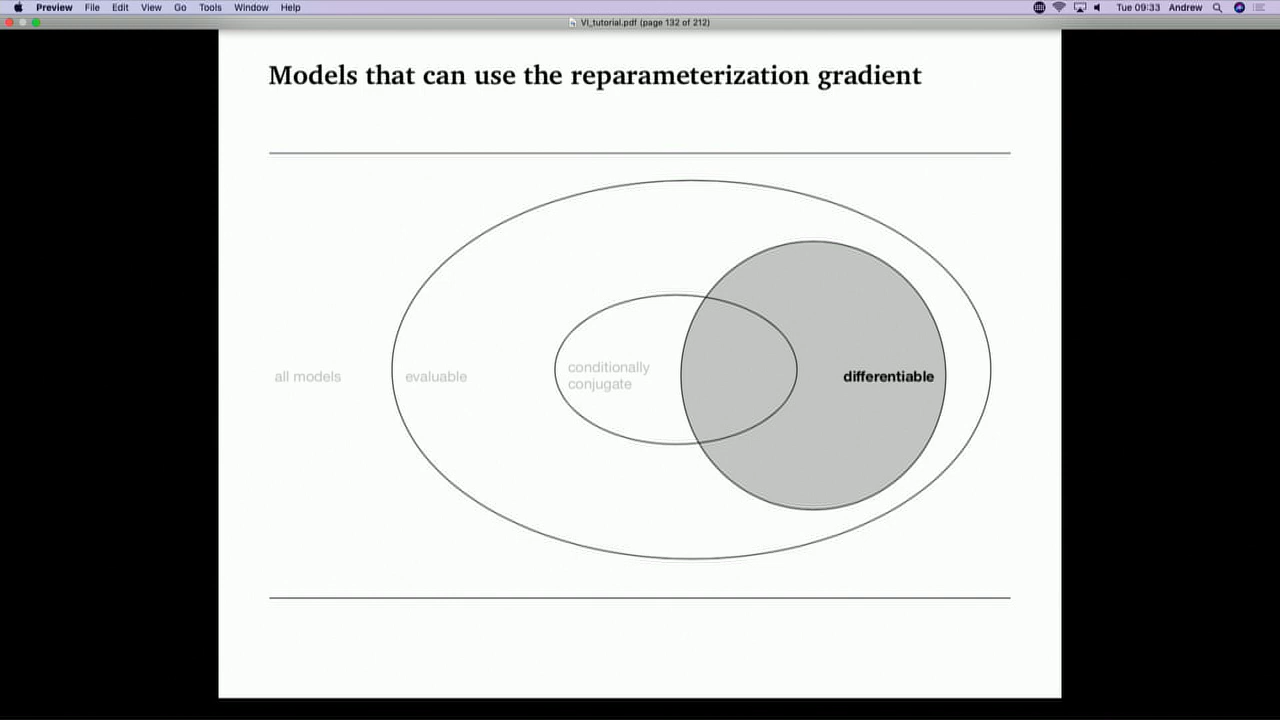 Preview File Edit View Go Tools Window Help Tue 09:33 Andrew
VI_tutorial.pdf (page 132 of 212)
Models that can use the reparameterization gradient
all models
evaluable
conditionally
conjugate
differentiable